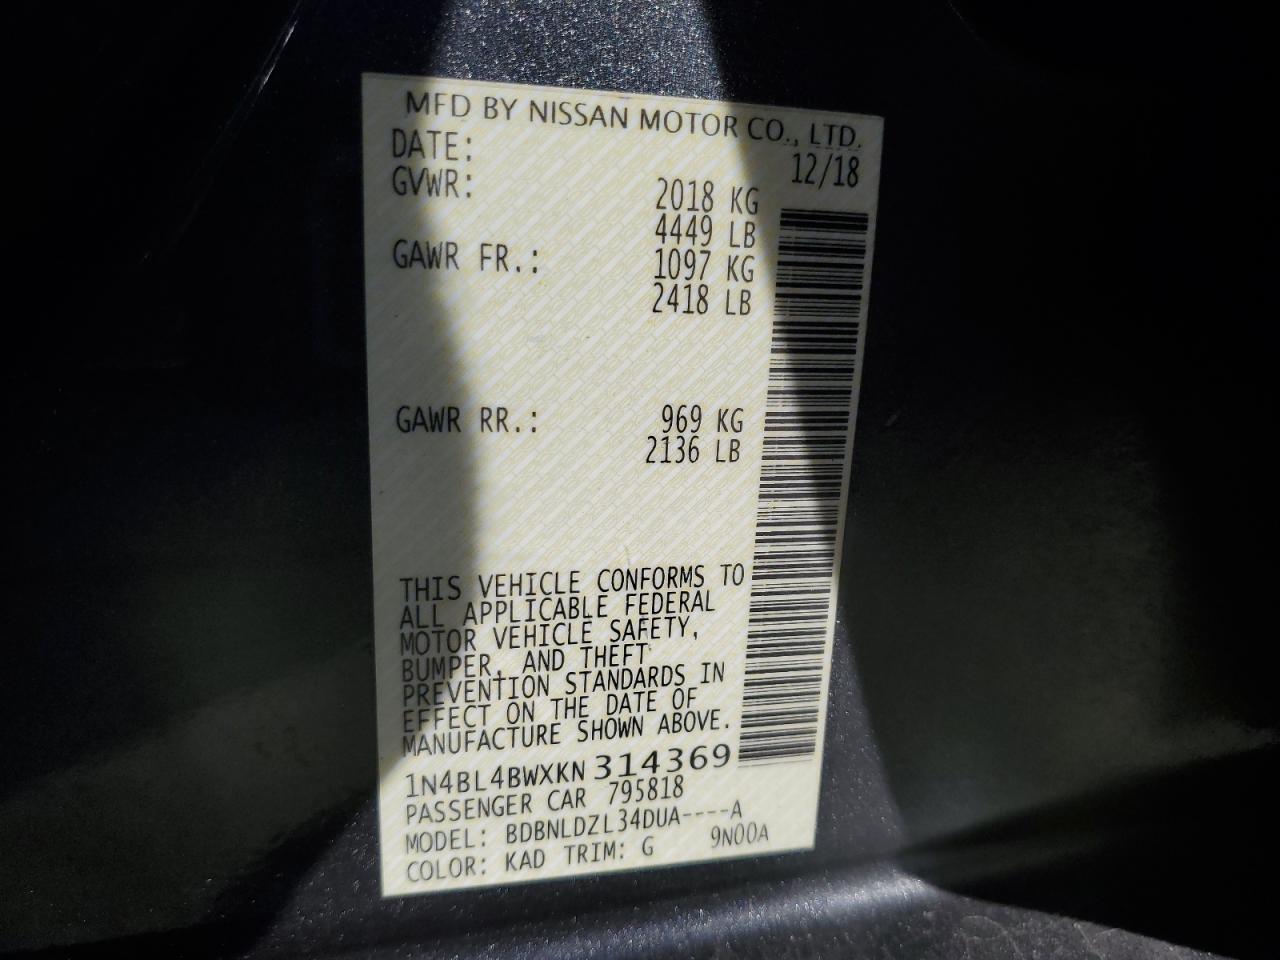 MFD BY NISSAN MOTOR CO., LTD.
DATE: 12/18
GVWR: 2018 KG
4449 LB
GAWR FR.: 1097 KG
2418 LB
GAWR RR.: 969 KG
2136 LB
THIS VEHICLE CONFORMS TO
ALL APPLICABLE FEDERAL
MOTOR VEHICLE SAFETY,
BUMPER, AND THEFT
PREVENTION STANDARDS IN
EFFECT ON THE DATE OF
MANUFACTURE SHOWN ABOVE.
1N4BL4BWXKN314369
PASSENGER CAR 795818
MODEL: BDBNLDZL34DUA----A
COLOR: KAD TRIM: G 9N00A